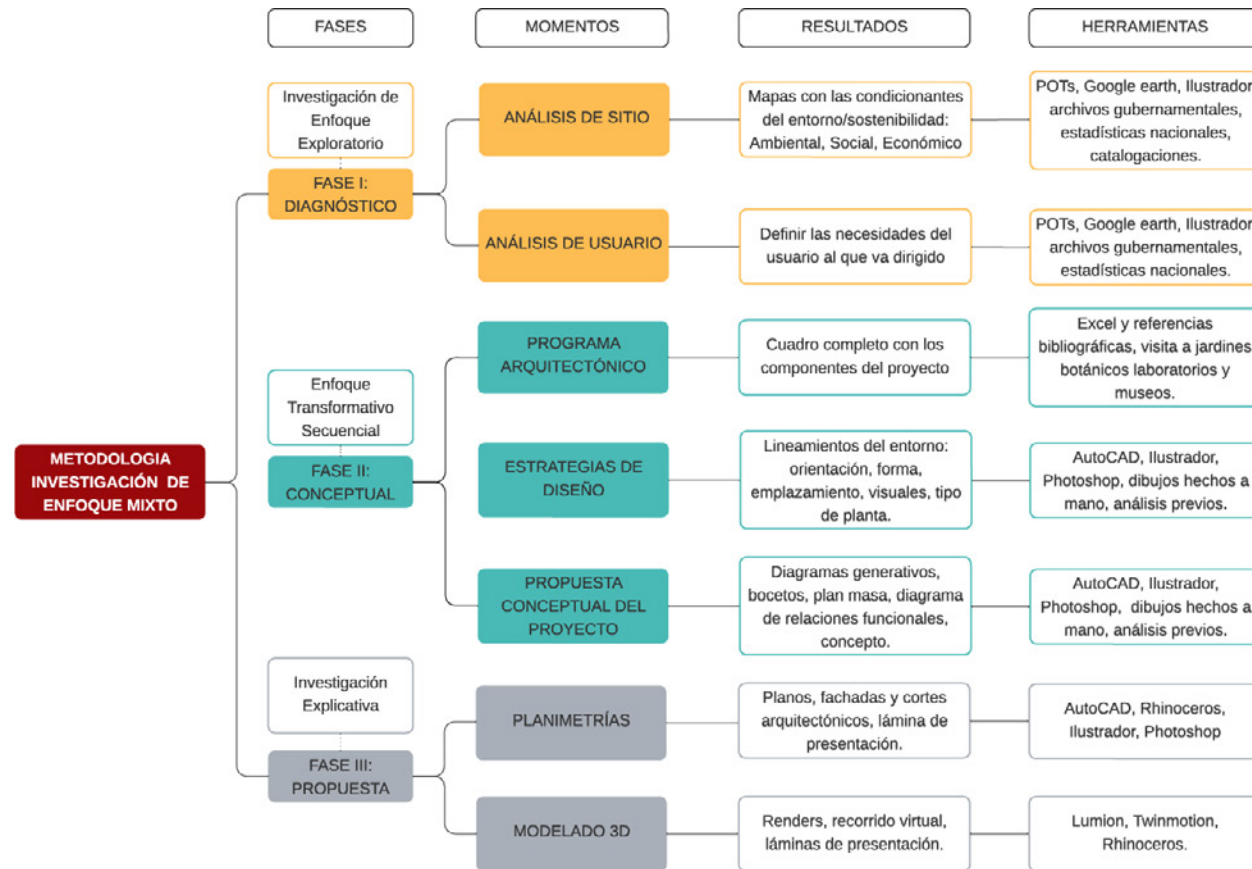 FASES
MOMENTOS
RESULTADOS
HERRAMIENTAS
METODOLOGIA
INVESTIGACIÓN DE
ENFOQUE MIXTO
Investigación de
Enfoque
Exploratorio
FASE I:
DIAGNÓSTICO
ANÁLISIS DE SITIO
Mapas con las condicionantes
del entorno/sostenibilidad:
Ambiental, Social, Económico
POTs, Google earth, Ilustrador
archivos gubernamentales,
estadísticas nacionales,
catalogaciones.
ANÁLISIS DE USUARIO
Definir las necesidades del
usuario al que va dirigido
POTs, Google earth, Ilustrador
archivos gubernamentales,
estadísticas nacionales.
Enfoque
Transformativo
Secuencial
FASE II:
CONCEPTUAL
PROGRAMA
ARQUITECTÓNICO
Cuadro completo con los
componentes del proyecto
Excel y referencias
bibliográficas, visita a jardines
botánicos laboratorios y
museos.
ESTRATEGIAS DE
DISEÑO
Lineamientos del entorno:
orientación, forma,
emplazamiento, visuales, tipo
de planta.
AutoCAD, Ilustrador,
Photoshop, dibujos hechos a
mano, análisis previos.
PROPUESTA
CONCEPTUAL DEL
PROYECTO
Diagramas generativos,
bocetos, plan masa, diagrama
de relaciones funcionales,
concepto.
AutoCAD, Ilustrador,
Photoshop, dibujos hechos a
mano, análisis previos.
Investigación
Explicativa
FASE III:
PROPUESTA
PLANIMETRÍAS
Planos, fachadas y cortes
arquitectónicos, lámina de
presentación.
AutoCAD, Rhinoceros,
Ilustrador, Photoshop
MODELADO 3D
Renders, recorrido virtual,
láminas de presentación.
Lumion, Twinmotion,
Rhinoceros.